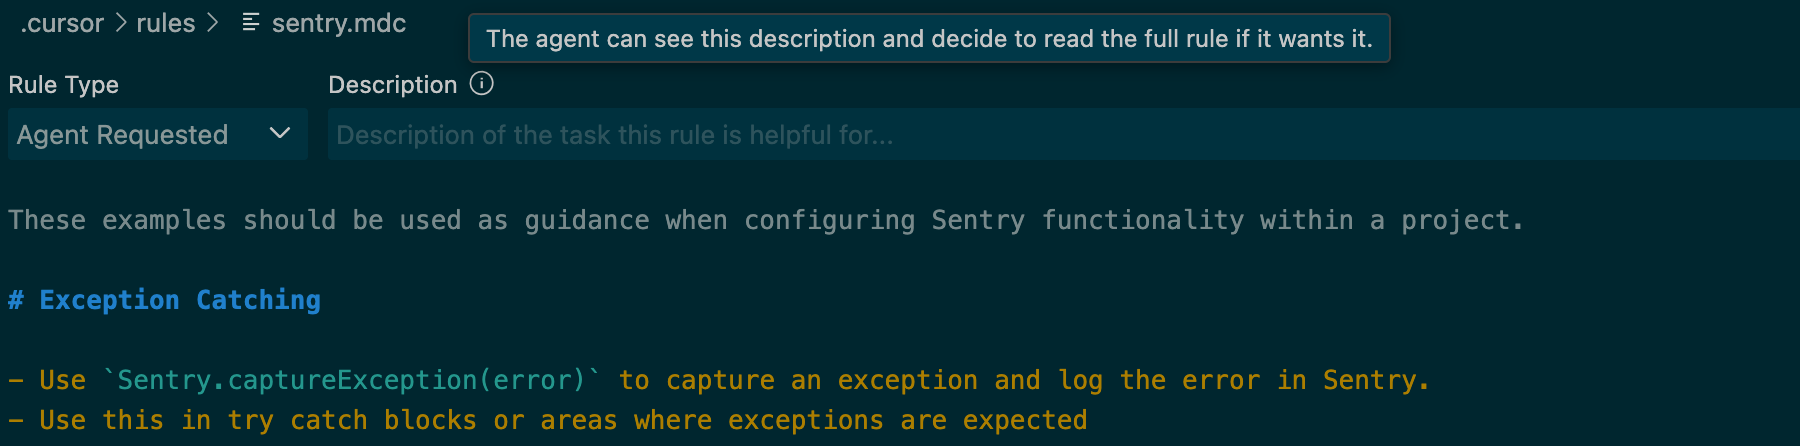 .cursor > rules > sentry.mdc
The agent can see this description and decide to read the full rule if it wants it.
Rule Type
Description
Agent Requested
Description of the task this rule is helpful for...
These examples should be used as guidance when configuring Sentry functionality within a project.
# Exception Catching
- Use `Sentry.captureException(error)` to capture an exception and log the error in Sentry.
- Use this in try catch blocks or areas where exceptions are expected